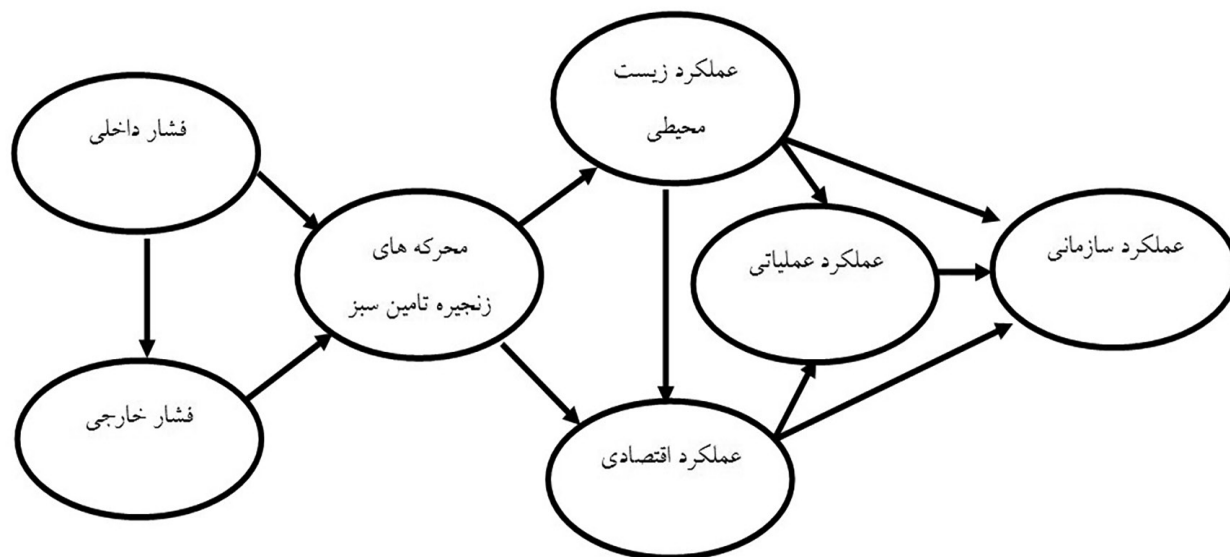 عملکرد زیست
محیطی
فشار داخلی
محرکه های
زنجیره تامین سبز
عملکرد عملیاتی
عملکرد سازمانی
فشار خارجی
عملکرد اقتصادی